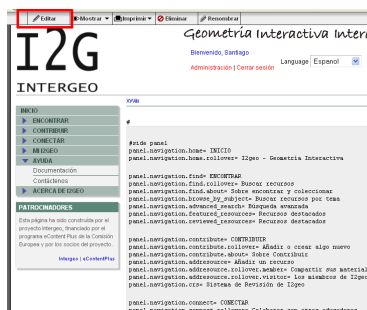 Editar Mostrar Imprimir Eliminar Renombrar
I2G
INTERGEO
Geometría Interactiva Inter
Bienvenido, Santiago
Administración | Cerrar sesión
Language Espanol
XWiki
INICIO
ENCONTRAR
CONTRIBUIR
CONECTAR
MI I2GEO
AYUDA
Documentación
Contáctenos
ACERCA DE I2GEO
PATROCINADORES
Esta página ha sido construida por el
proyecto Intergeo, financiado por el
programa eContent Plus de la Comisión
Europea y por los socios del proyecto.
Intergeo | eContentPlus
#
#side panel
panel.navigation.home= INICIO
panel.navigation.home.rollover= I2geo - Geometría Interactiva
panel.navigation.find= ENCONTRAR
panel.navigation.find.rollover= Buscar recursos
panel.navigation.find.about= Sobre encontrar y coleccionar
panel.navigation.browse_by_subject= Buscar recursos por tema
panel.navigation.advanced_search= Búsqueda avanzada
panel.navigation.featured_resources= Recursos destacados
panel.navigation.reviewed_resources= Recursos destacados
panel.navigation.contribute= CONTRIBUIR
panel.navigation.contribute.rollover= Añadir o crear algo nuevo
panel.navigation.contribute.about= Sobre Contribuir
panel.navigation.addresource= Añadir un recurso
panel.navigation.addresource.rollover.member= Compartir sus material
panel.navigation.addresource.rollover.visitor= los miembros de I2geo
panel.navigation.crs= Sistema de Revisión de I2geo
panel.navigation.connect= CONECTAR